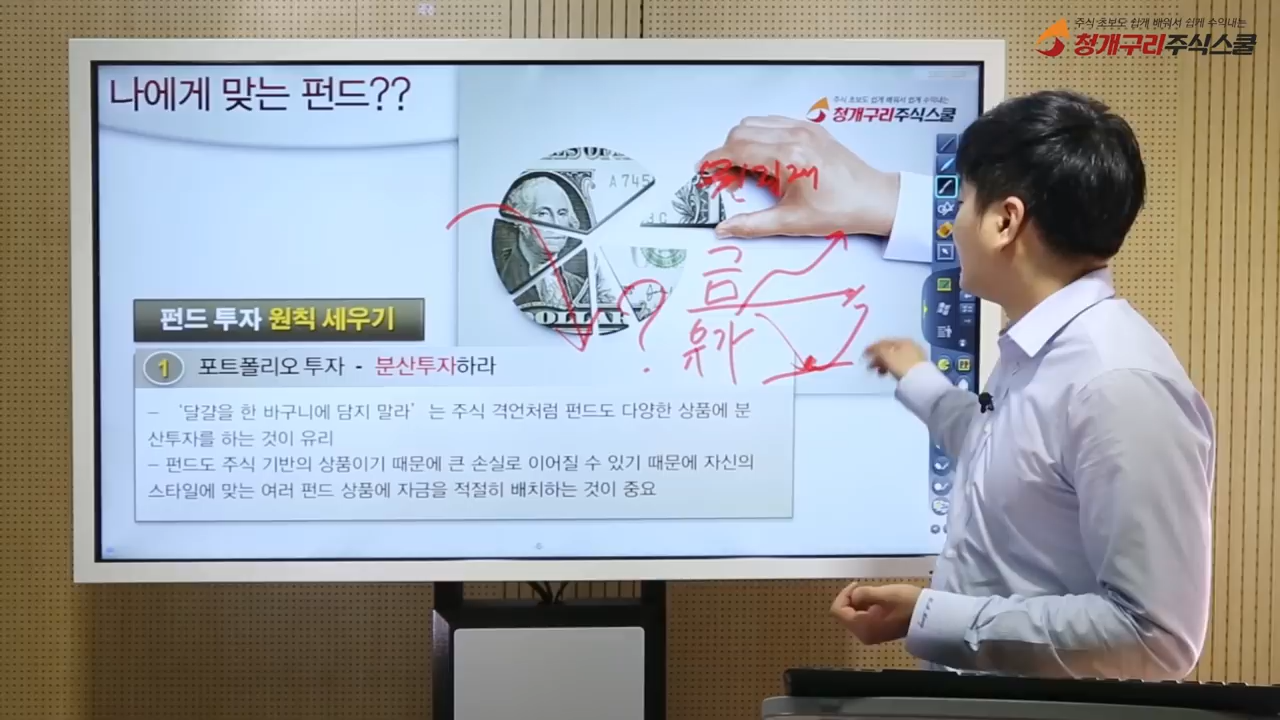 주식 초보도 쉽게 배워서 쉽게 수익내는
청개구리주식스쿨
나에게 맞는 펀드??
주식 초보도 쉽게 배워서 쉽게 수익내는
청개구리주식스쿨
A 745
금
유가
?
DOLLAR
펀드 투자 원칙 세우기
1 포트폴리오 투자 - 분산투자하라
– ‘달걀을 한 바구니에 담지 말라’ 는 주식 격언처럼 펀드도 다양한 상품에 분
산투자를 하는 것이 유리
– 펀드도 주식 기반의 상품이기 때문에 큰 손실로 이어질 수 있기 때문에 자신의
스타일에 맞는 여러 펀드 상품에 자금을 적절히 배치하는 것이 중요